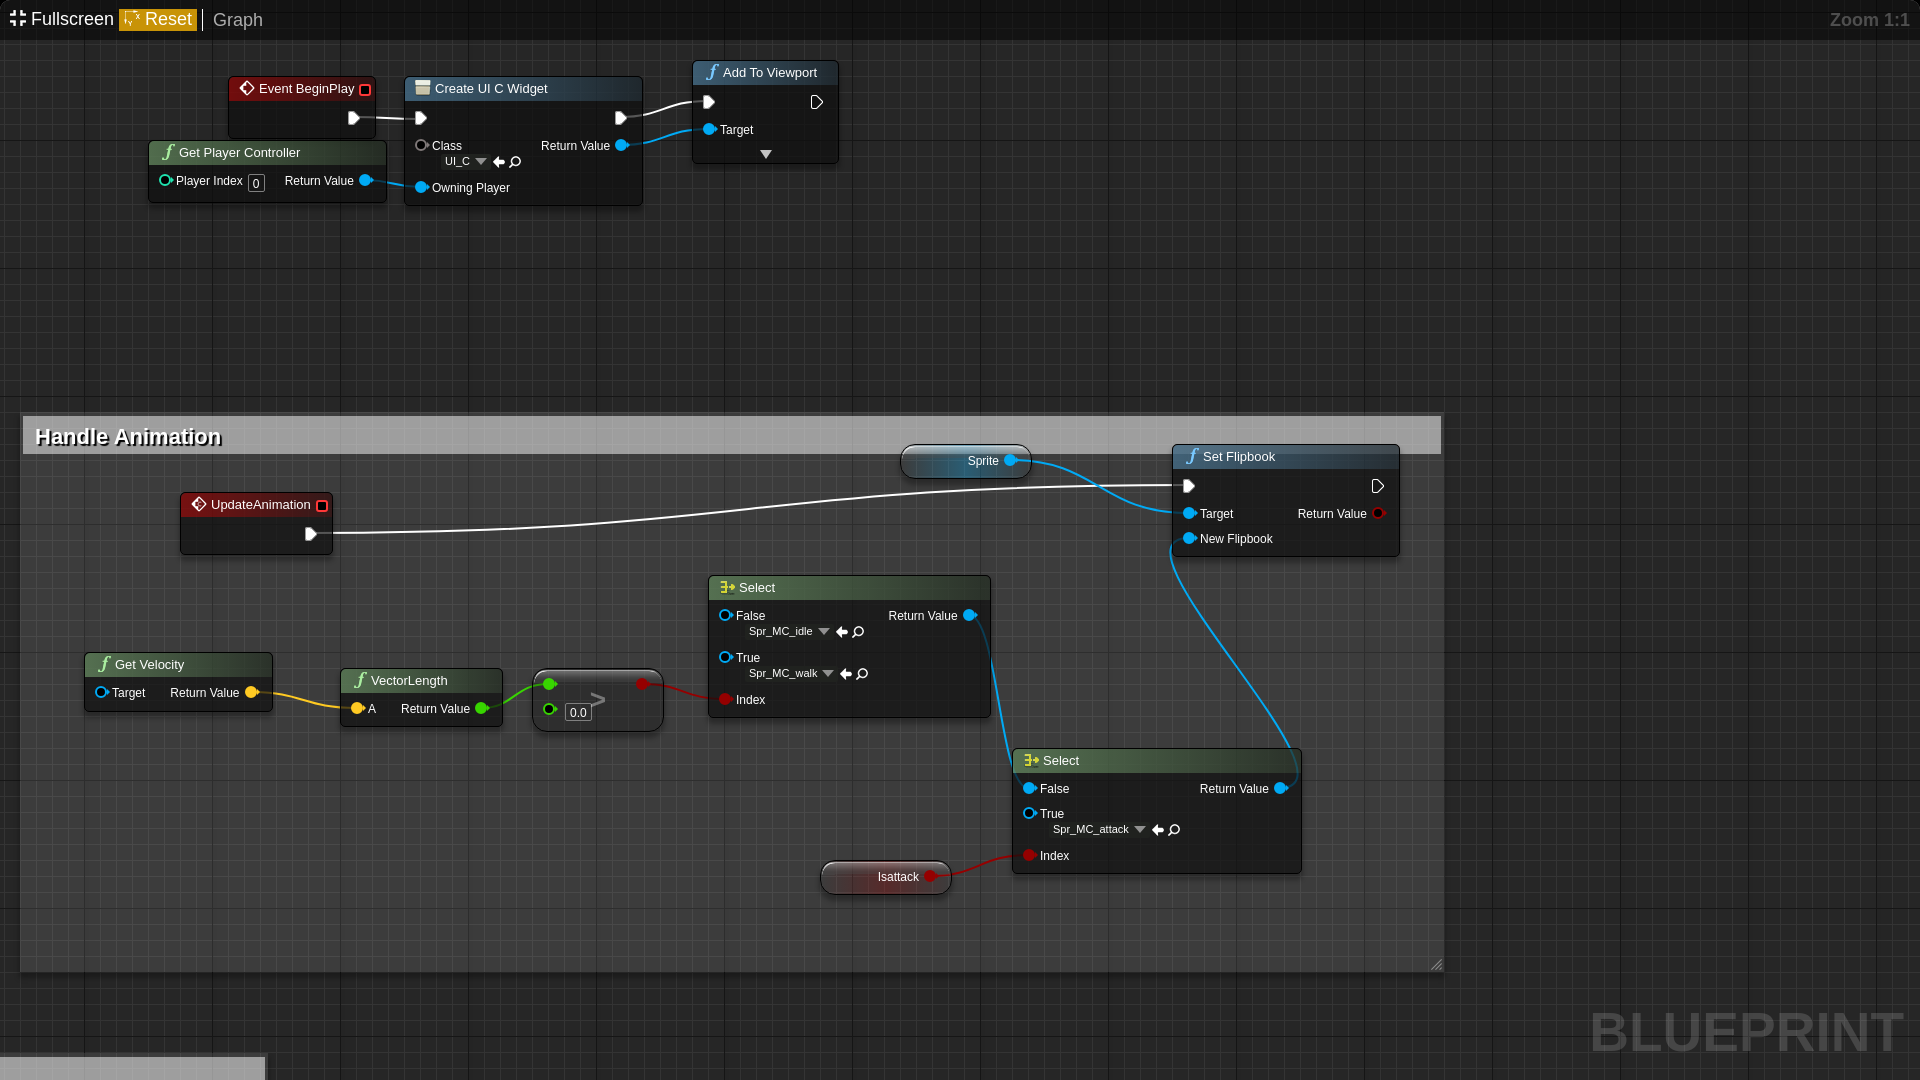 Fullscreen Reset Graph Zoom 1:1
Event BeginPlay
Create UI C Widget
Class
UI_C
Return Value
Owning Player
Add To Viewport
Target
Get Player Controller
Player Index 0 Return Value
Handle Animation
Sprite
Set Flipbook
Target Return Value
New Flipbook
UpdateAnimation
Select
False Return Value
Spr_MC_idle
True
Spr_MC_walk
Index
Get Velocity
Target Return Value
VectorLength
A Return Value
0.0 >
Select
False Return Value
True
Spr_MC_attack
Index
Isattack
BLUEPRINT